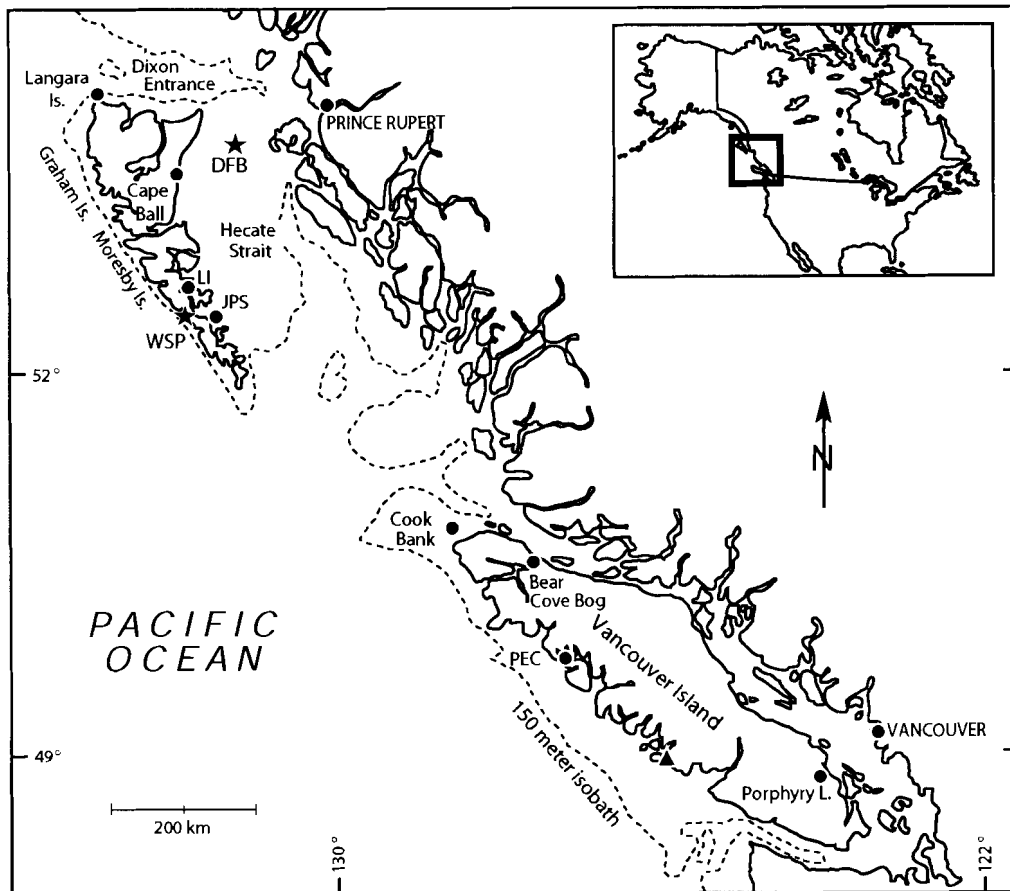 Langara
Is.
Dixon
Entrance
PRINCE RUPERT
DFB
Cape
Ball
Graham Is.
Hecate
Strait
Moresby Is.
LI
JPS
WSP
52°
N
Cook
Bank
Bear
Cove Bog
PACIFIC
OCEAN
Vancouver Island
PEC
150 meter isobath
VANCOUVER
49°
Porphyry L.
200 km
130°
122°